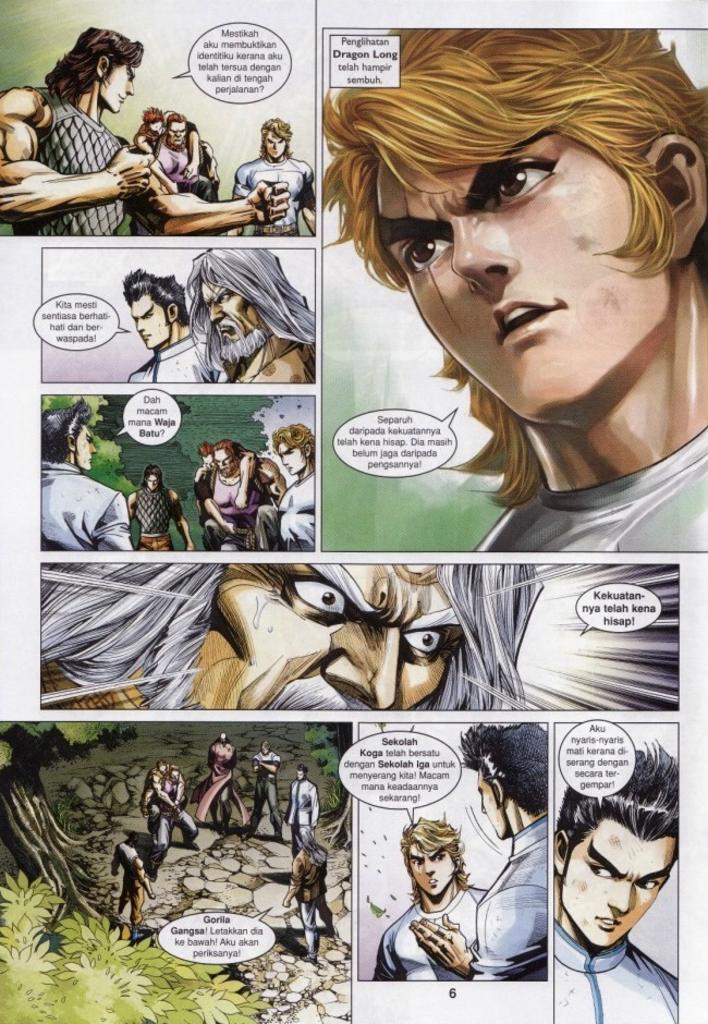 Mestikah
aku membuktikan
identitiku kerana aku
telah tersua dengan
kalian di tengah
perjalanan?
Penglihatan
Dragon Long
telah hampir
sembuh.
Kita mesti
sentiasa berhati-
hati dan ber-
waspada!
Dah
macam
mana Waja
Batu?
Separuh
daripada kekuatannya
telah kena hisap. Dia masih
belum jaga daripada
pengsannya!
Kekuatan-
nya telah kena
hisap!
Gorila
Gangsa! Letakkan dia
ke bawah! Aku akan
periksanya!
Sekolah
Koga telah bersatu
dengan Sekolah Iga untuk
menyerang kita! Macam
mana keadaannya
sekarang!
Aku
nyaris-nyaris
mati kerana di-
serang dengan
secara ter-
gempar!
6